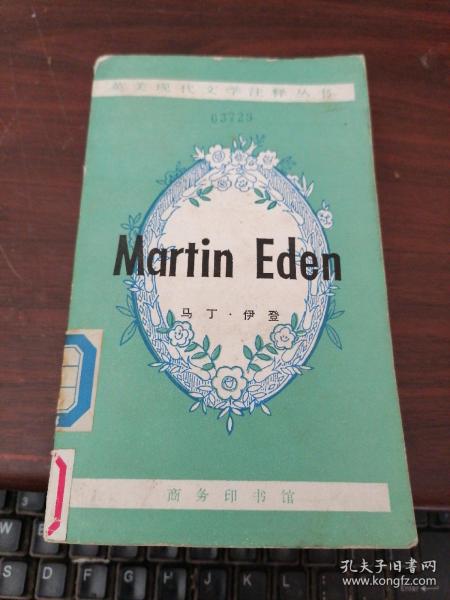 英美现代文学注释丛书
63729
Martin Eden
马丁·伊登
商务印书馆
孔夫子旧书网
www.kongfz.com